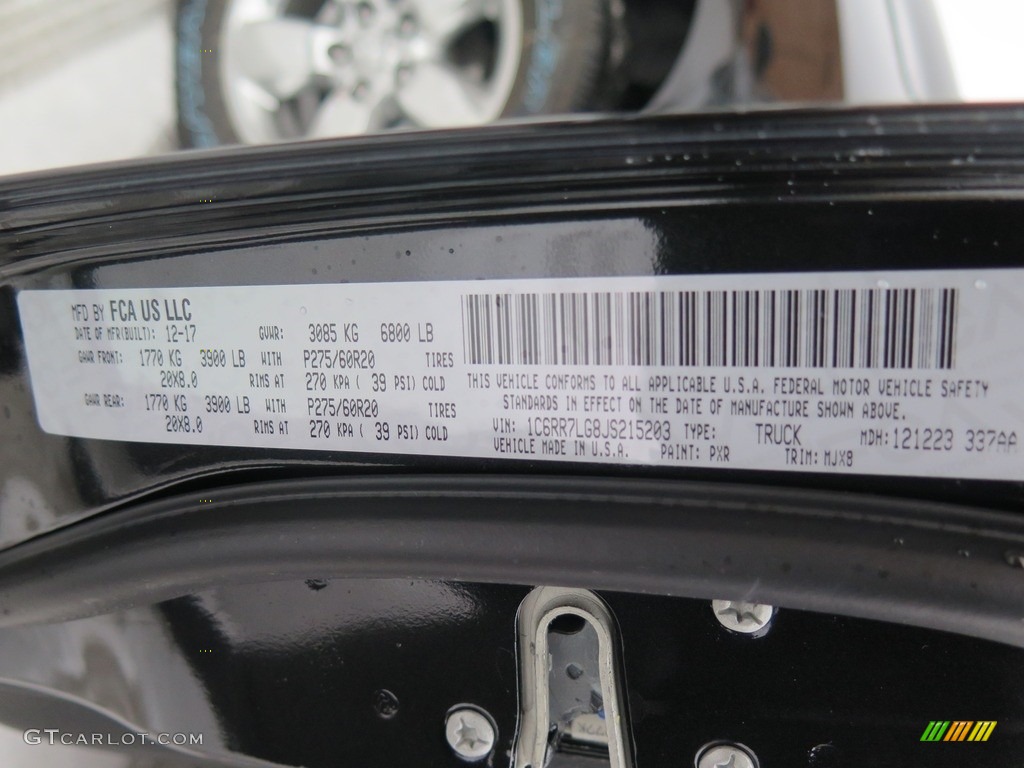 MFD BY FCA US LLC
DATE OF MFR(BUILT): 12-17 GVWR: 3085 KG 6800 LB
GAWR FRONT: 1770 KG 3900 LB WITH P275/60R20 TIRES
20X8.0 RIMS AT 270 KPA ( 39 PSI) COLD
GAWR REAR: 1770 KG 3900 LB WITH P275/60R20 TIRES
20X8.0 RIMS AT 270 KPA ( 39 PSI) COLD
THIS VEHICLE CONFORMS TO ALL APPLICABLE U.S.A. FEDERAL MOTOR VEHICLE SAFETY
STANDARDS IN EFFECT ON THE DATE OF MANUFACTURE SHOWN ABOVE.
VIN: 1C6RR7LG8JS215203 TYPE: TRUCK MDH: 121223 337AA
VEHICLE MADE IN U.S.A. PAINT: PXR TRIM: MJX8
GTCARLOT.COM